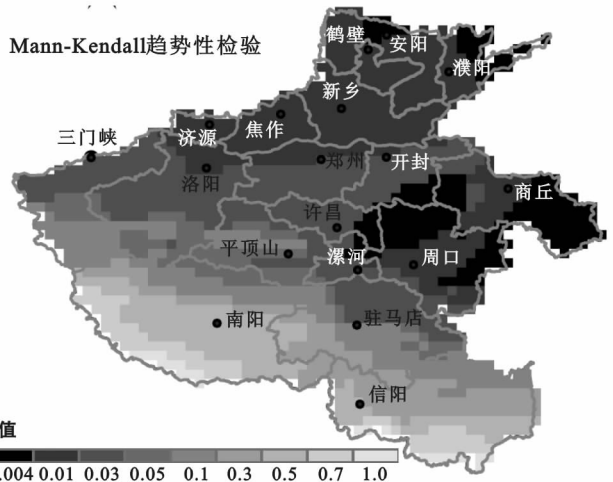 Mann-Kendall趋势性检验
鹤壁
安阳
濮阳
新乡
三门峡
济源
焦作
郑州
开封
洛阳
商丘
许昌
平顶山
漯河
周口
南阳
驻马店
信阳
值
.004 0.01 0.03 0.05 0.1 0.3 0.5 0.7 1.0